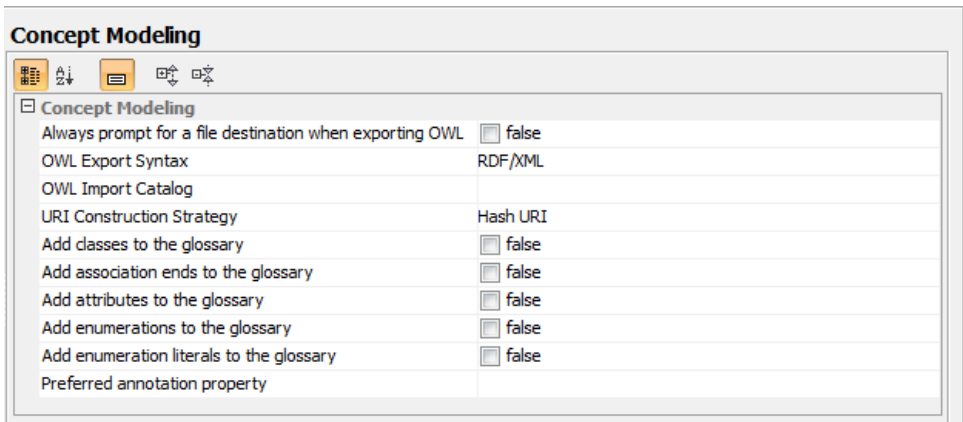 Concept Modeling
Concept Modeling
Always prompt for a file destination when exporting OWL false
OWL Export Syntax RDF/XML
OWL Import Catalog
URI Construction Strategy Hash URI
Add classes to the glossary false
Add association ends to the glossary false
Add attributes to the glossary false
Add enumerations to the glossary false
Add enumeration literals to the glossary false
Preferred annotation property